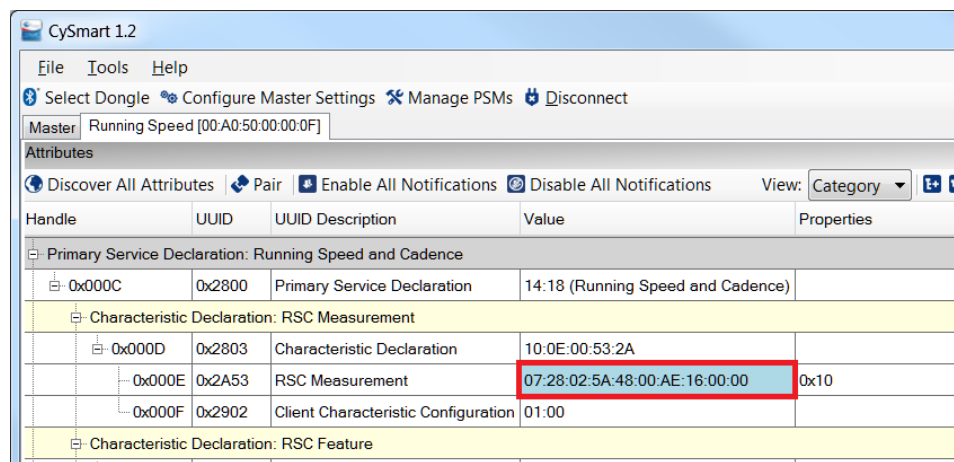 CySmart 1.2
File Tools Help
Select Dongle Configure Master Settings Manage PSMs Disconnect
Master Running Speed [00:A0:50:00:00:0F]
Attributes
Discover All Attributes Pair Enable All Notifications Disable All Notifications View: Category
Handle UUID UUID Description Value Properties
Primary Service Declaration: Running Speed and Cadence
0x000C 0x2800 Primary Service Declaration 14:18 (Running Speed and Cadence)
Characteristic Declaration: RSC Measurement
0x000D 0x2803 Characteristic Declaration 10:0E:00:53:2A
0x000E 0x2A53 RSC Measurement 07:28:02:5A:48:00:AE:16:00:00 0x10
0x000F 0x2902 Client Characteristic Configuration 01:00
Characteristic Declaration: RSC Feature